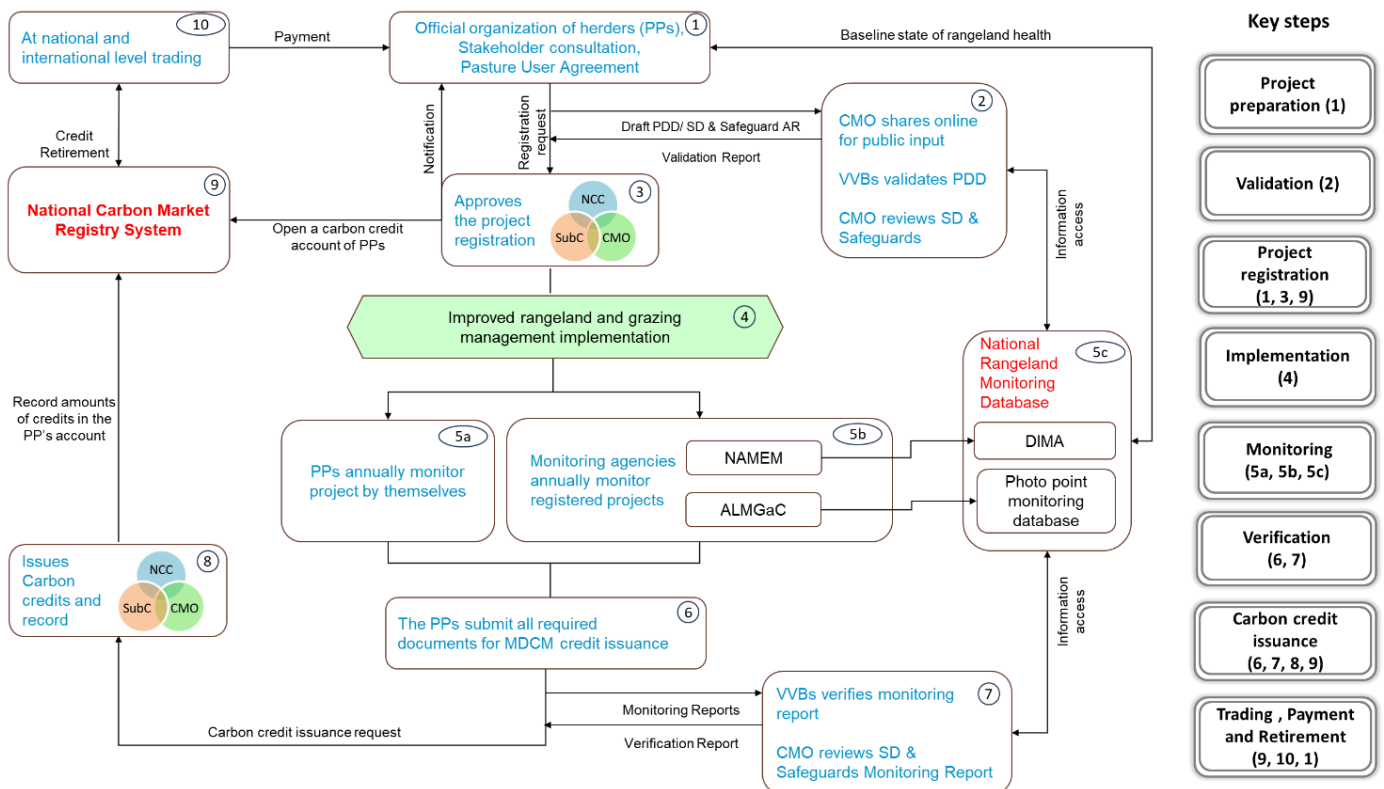 10
At national and
international level trading
Payment
1
Official organization of herders (PPs),
Stakeholder consultation,
Pasture User Agreement
Baseline state of rangeland health
Key steps
Credit
Retirement
Notification
Registration
request
Draft PDD/ SD & Safeguard AR
Validation Report
2
CMO shares online
for public input
VVBs validates PDD
CMO reviews SD &
Safeguards
Project
preparation (1)
Validation (2)
9
National Carbon Market
Registry System
Open a carbon credit
account of PPs
3
Approves
the project
registration
NCC
SubC
CMO
Information
access
Project
registration
(1, 3, 9)
4
Improved rangeland and grazing
management implementation
Implementation
(4)
5c
National
Rangeland
Monitoring
Database
DIMA
Photo point
monitoring
database
Record amounts
of credits in the
PP's account
5a
PPs annually monitor
project by themselves
5b
Monitoring agencies
annually monitor
registered projects
NAMEM
ALMGaC
Monitoring
(5a, 5b, 5c)
Verification
(6, 7)
8
Issues
Carbon
credits and
record
NCC
SubC
CMO
6
The PPs submit all required
documents for MDCM credit issuance
Information
access
Carbon credit
issuance
(6, 7, 8, 9)
Carbon credit issuance request
Monitoring Reports
Verification Report
7
VVBs verifies monitoring
report
CMO reviews SD &
Safeguards Monitoring Report
Trading , Payment
and Retirement
(9, 10, 1)